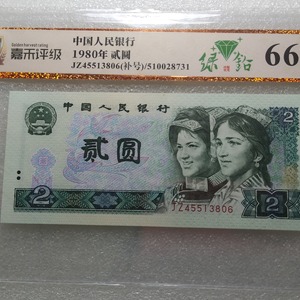 Golden harvest rating
嘉禾评级
中国人民银行
1980年 贰圆
JZ45513806(补号)/510028731
绿钻
66
中国人民银行
贰圆
2
2
2
JZ45513806